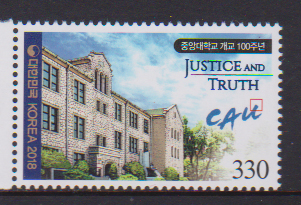 중앙대학교 개교 100주년
JUSTICE AND
TRUTH
CAU
330
대한민국 KOREA 2018